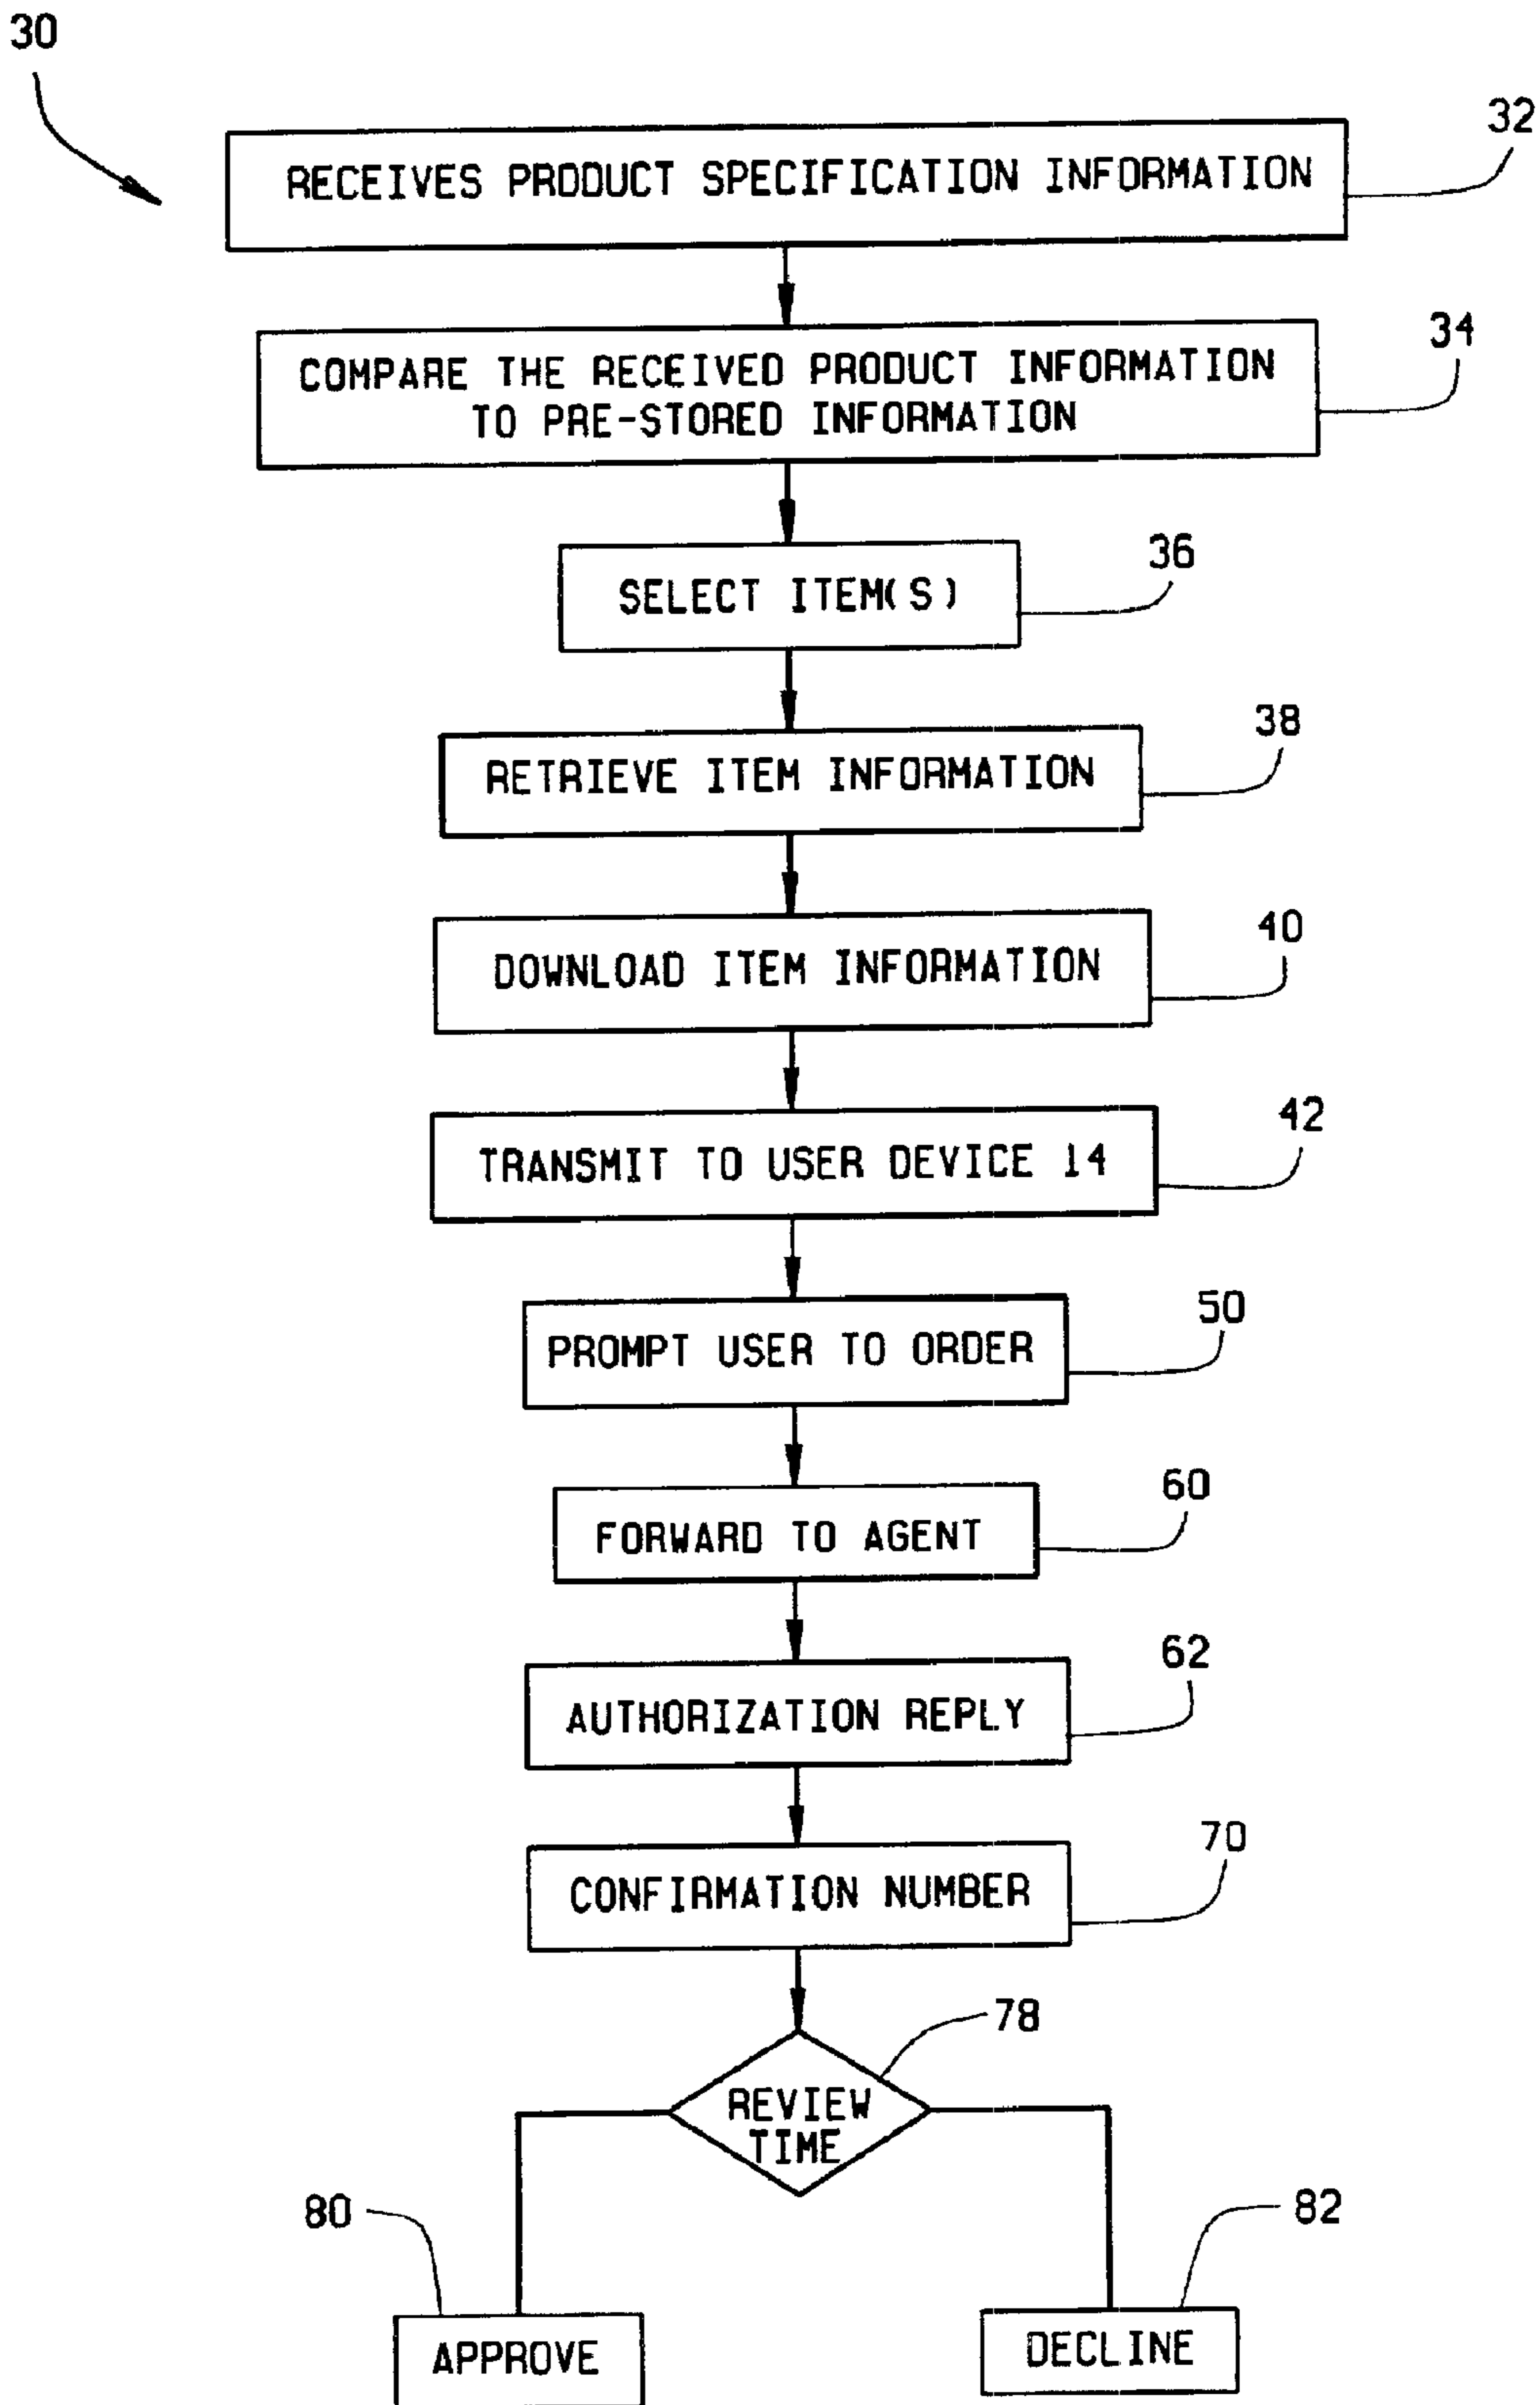 30
32
RECEIVES PRODUCT SPECIFICATION INFORMATION
34
COMPARE THE RECEIVED PRODUCT INFORMATION
TO PRE-STORED INFORMATION
36
SELECT ITEM(S)
38
RETRIEVE ITEM INFORMATION
40
DOWNLOAD ITEM INFORMATION
42
TRANSMIT TO USER DEVICE 14
50
PROMPT USER TO ORDER
60
FORWARD TO AGENT
62
AUTHORIZATION REPLY
70
CONFIRMATION NUMBER
78
REVIEW
TIME
80
82
APPROVE
DECLINE